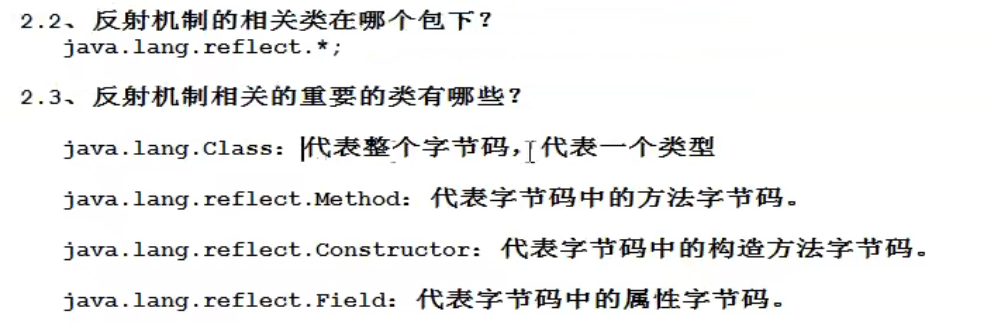 2.2、反射机制的相关类在哪个包下？
java.lang.reflect.*;
2.3、反射机制相关的重要的类有哪些？
java.lang.Class：代表整个字节码，代表一个类型
java.lang.reflect.Method：代表字节码中的方法字节码。
java.lang.reflect.Constructor：代表字节码中的构造方法字节码。
java.lang.reflect.Field：代表字节码中的属性字节码。